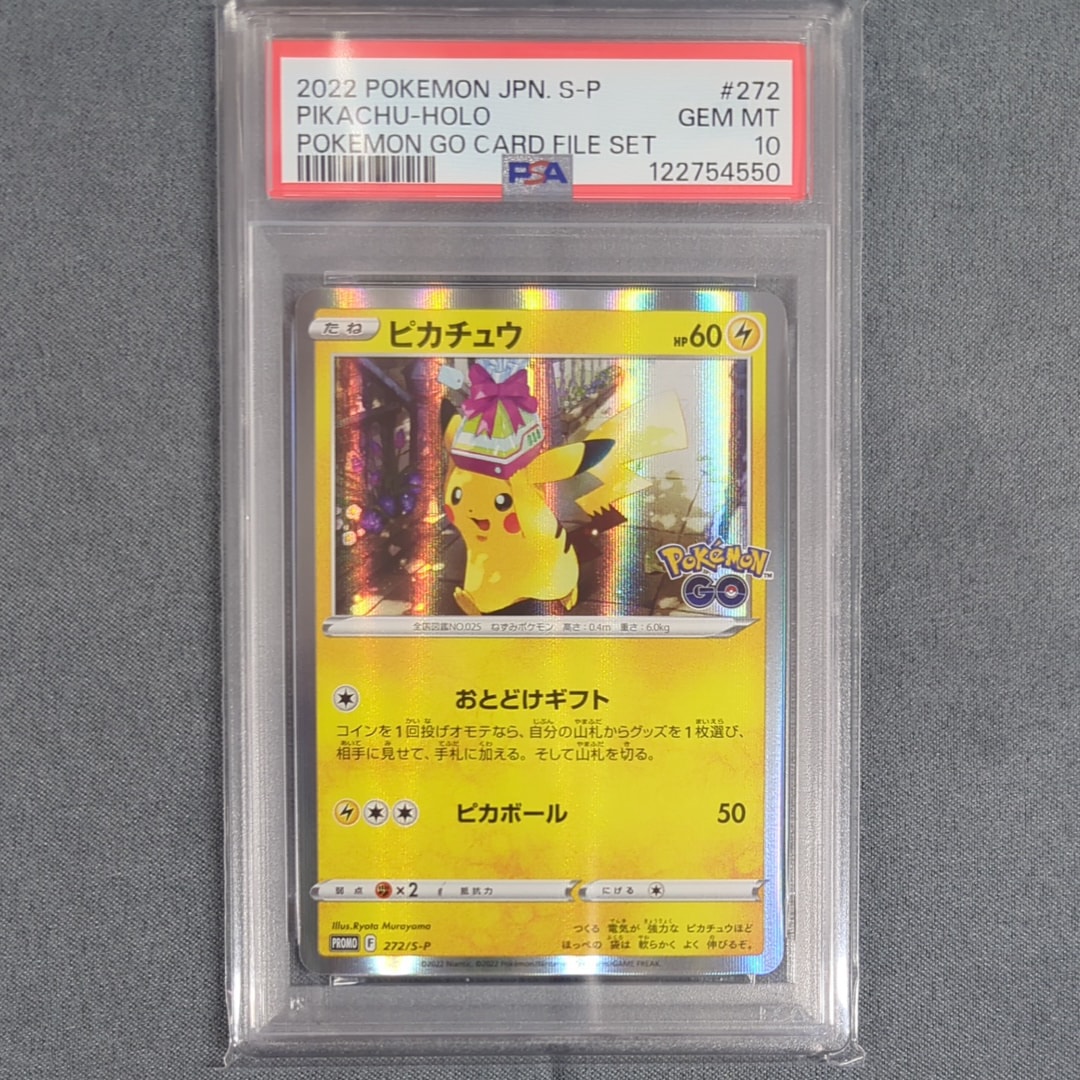 2022 POKEMON JPN. S-P #272
PIKACHU-HOLO GEM MT
POKEMON GO CARD FILE SET 10
PSA 122754550
たね ピカチュウ HP60
Pokémon GO
全国図鑑NO.025 ねずみポケモン 高さ:0.4m 重さ:6.0kg
おとどけギフト
コインを1回投げオモテなら、自分の山札からグッズを1枚選び、
相手に見せて、手札に加える。そして山札を切る。
ピカボール 50
弱点 ×2 抵抗力 にげる
Illus.Ryota Murayama
つくる 電気が 強力な ピカチュウほど
ほっぺの 袋は 軟らかく よく 伸びるぞ。
PROMO F 272/S-P
©2022 Niantic, ©2022 Pokémon/Nintendo GAME FREAK.